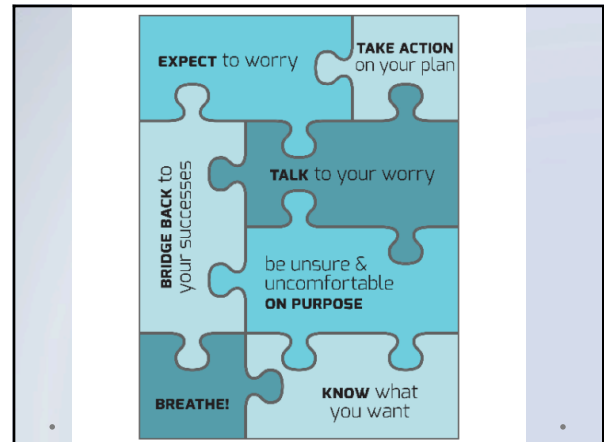 EXPECT to worry
TAKE ACTION
on your plan
TALK to your worry
BRIDGE BACK to
your successes
be unsure &
uncomfortable
ON PURPOSE
BREATHE!
KNOW what
you want